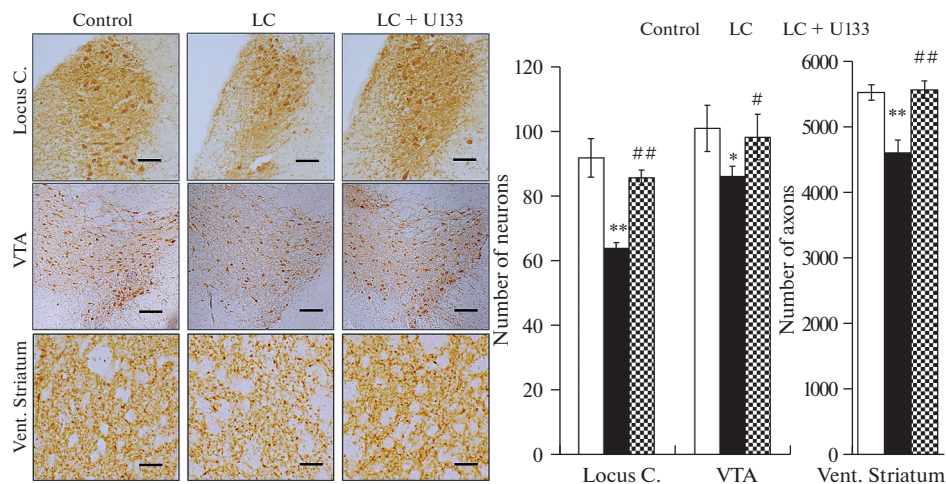 Control LC LC + U133
Locus C.
VTA
Vent. Striatum
Control LC LC + U133
Number of neurons
120
100
80
60
40
20
0
** ## * #
Locus C. VTA
Number of axons
6000
5000
4000
3000
2000
1000
0
** ##
Vent. Striatum